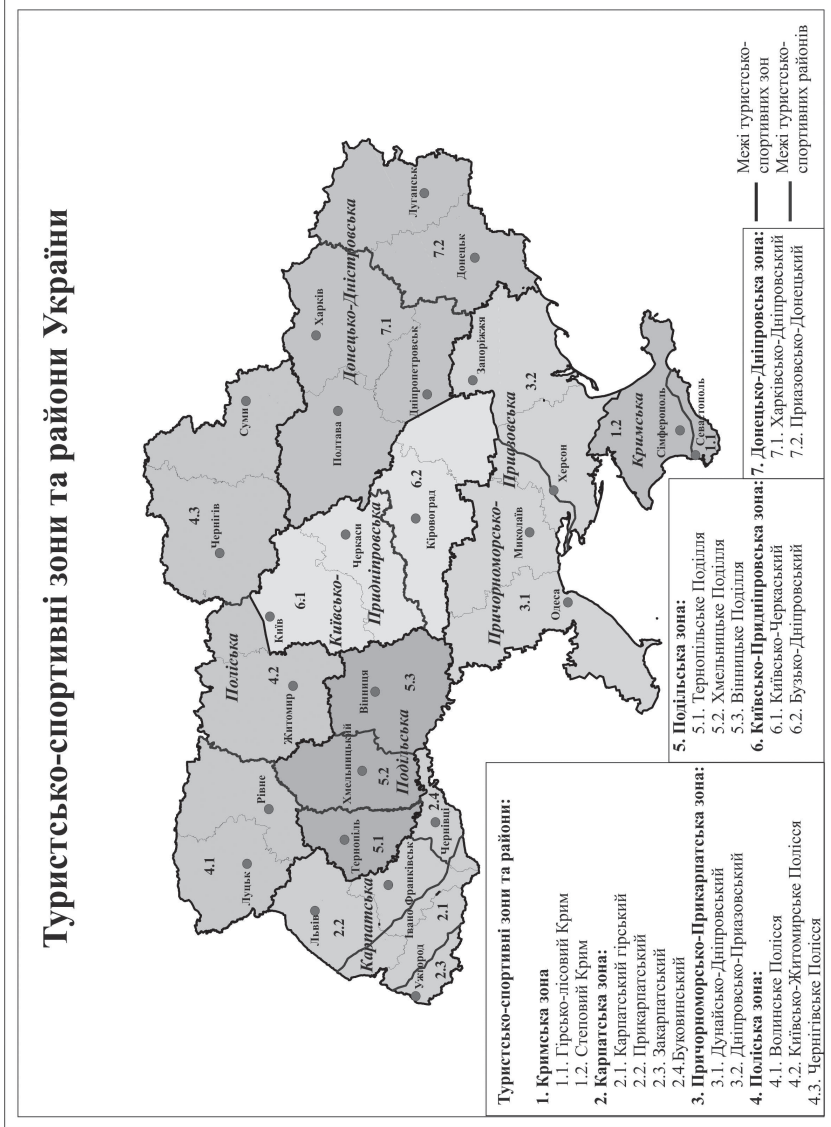 Туристсько-спортивні зони та райони України
4.1
Луцьк
Рівне
Львів
2.2
Карпатська
Ужгород
2.3
2.1
Івано-Франківськ
2.4
Чернівці
Тернопіль
5.1
Хмельницький
5.2
Подільська
Вінниця
5.3
Поліська
4.2
Житомир
Київ
6.1
Київсько-
Придніпровська
Черкаси
4.3
Чернігів
Суми
Полтава
Харків
Донецько-Дністровська
7.1
Дніпропетровськ
7.2
Луганськ
Донецьк
6.2
Кіровоград
Причорноморсько-
Приазовська
3.1
Миколаїв
Одеса
Херсон
3.2
Запоріжжя
1.2
Кримська
Сімферополь
Севастополь
1.1
Туристсько-спортивні зони та райони:
1. Кримська зона
1.1. Гірсько-лісовий Крим
1.2. Степовий Крим
2. Карпатська зона:
2.1. Карпатський гірський
2.2. Прикарпатський
2.3. Закарпатський
2.4.Буковинський
3. Причорноморсько-Прикарпатська зона:
3.1. Дунайсько-Дніпровський
3.2. Дніпровсько-Приазовський
4. Поліська зона:
4.1. Волинське Полісся
4.2. Київсько-Житомирське Полісся
4.3. Чернігівське Полісся
5. Подільська зона:
5.1. Тернопільське Поділля
5.2. Хмельницьке Поділля
5.3. Вінницьке Поділля
6. Київсько-Придніпровська зона:
6.1. Київсько-Черкаський
6.2. Бузько-Дніпровський
7. Донецько-Дніпровська зона:
7.1. Харківсько-Дніпровський
7.2. Приазовсько-Донецький
Межі туристсько-
спортивних зон
Межі туристсько-
спортивних районів